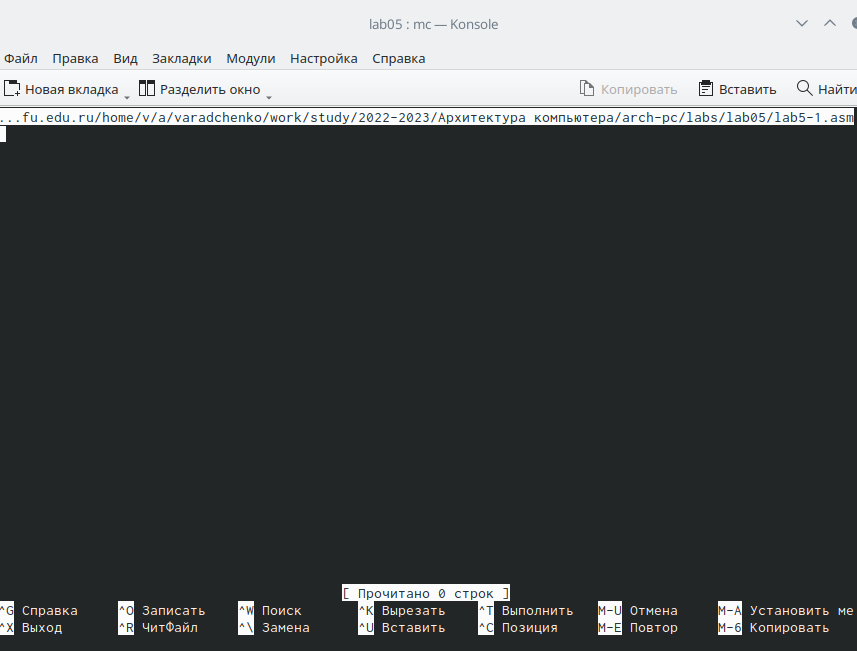 lab05 : mc — Konsole
Файл Правка Вид Закладки Модули Настройка Справка
Новая вкладка Разделить окно Копировать Вставить Найти
...fu.edu.ru/home/v/a/varadchenko/work/study/2022-2023/Архитектура компьютера/arch-pc/labs/lab05/lab5-1.asm
[ Прочитано 0 строк ]
^G Справка ^O Записать ^W Поиск ^K Вырезать ^T Выполнить M-U Отмена M-A Установить ме
^X Выход ^R ЧитФайл ^\ Замена ^U Вставить ^C Позиция M-E Повтор M-6 Копировать